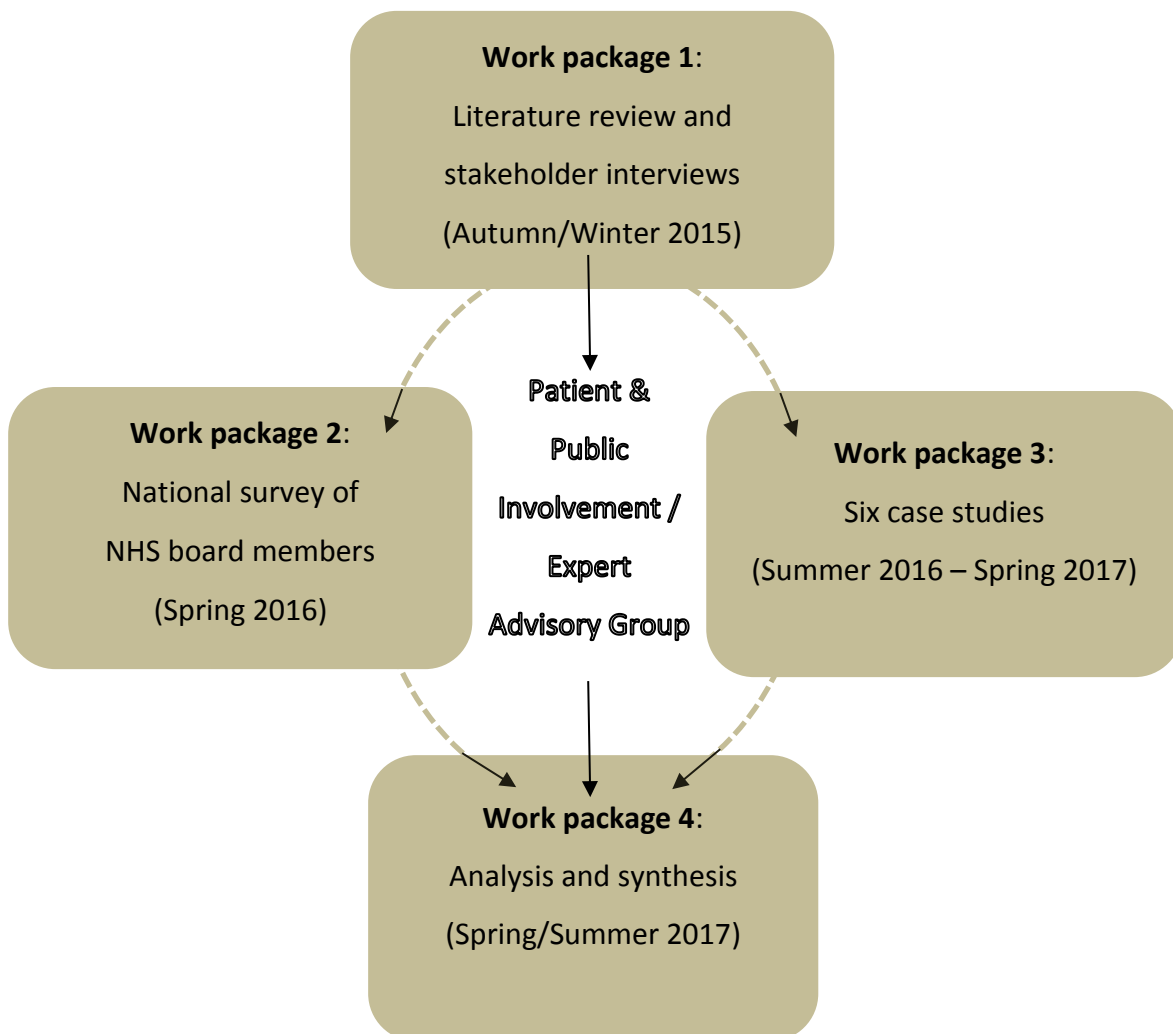 Work package 1:
Literature review and
stakeholder interviews
(Autumn/Winter 2015)
Work package 2:
National survey of
NHS board members
(Spring 2016)
Patient &
Public
Involvement /
Expert
Advisory Group
Work package 3:
Six case studies
(Summer 2016 – Spring 2017)
Work package 4:
Analysis and synthesis
(Spring/Summer 2017)